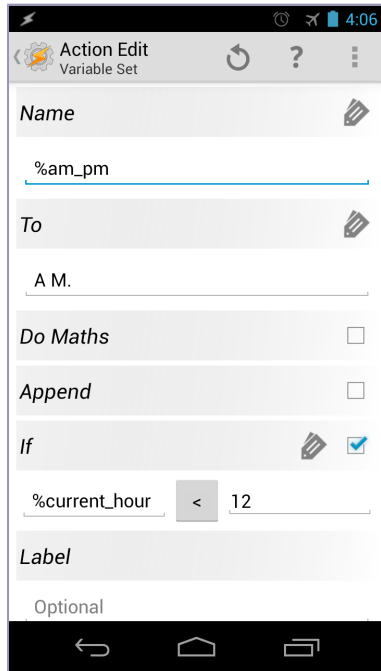 4:06
Action Edit
Variable Set
?
Name
%am_pm
To
A M.
Do Maths
Append
If
%current_hour < 12
Label
Optional